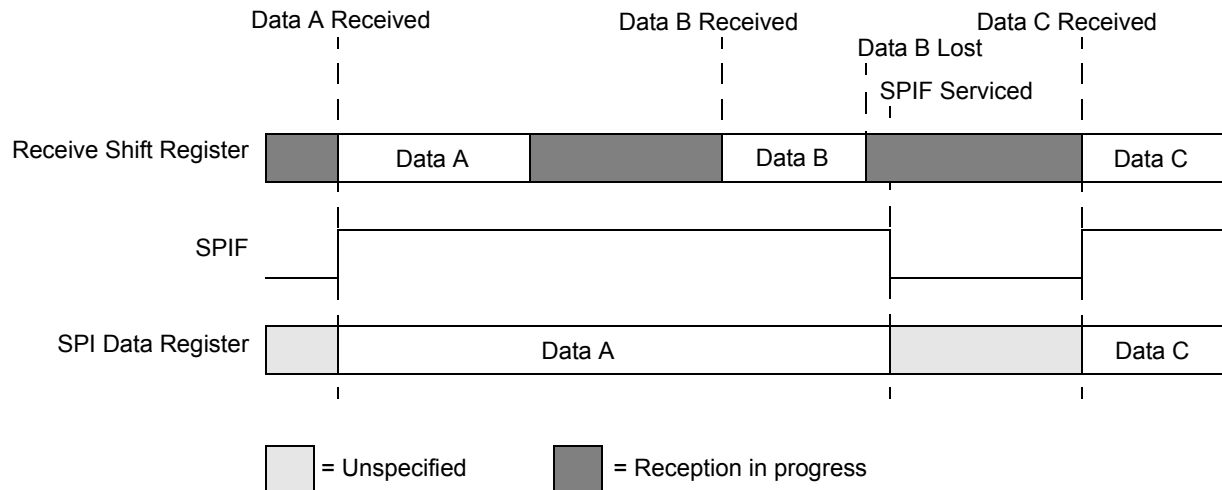 Data A Received
Data B Received
Data C Received
Data B Lost
SPIF Serviced
Receive Shift Register
Data A
Data B
Data C
SPIF
SPI Data Register
Data A
Data C
= Unspecified
= Reception in progress